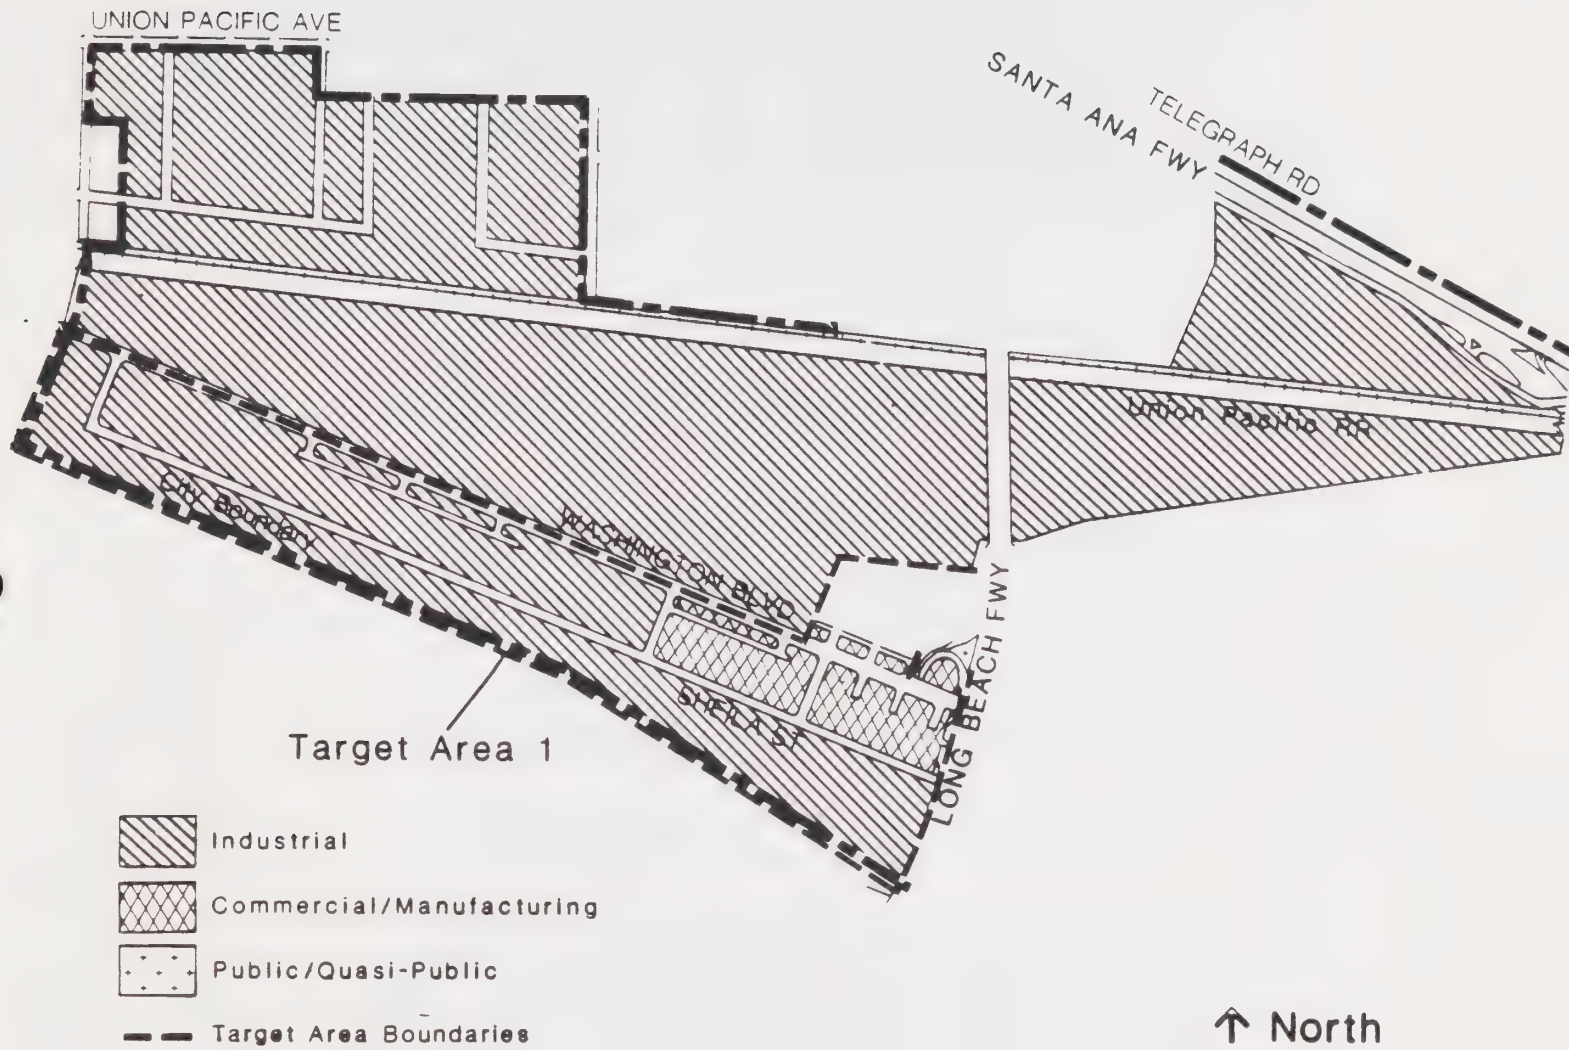 UNION PACIFIC AVE
SANTA ANA FWY
TELEGRAPH RD
Union Pacific RR
City Boundary
WASHINGTON BLVD
SHEILA ST
LONG BEACH FWY
Target Area 1
Industrial
Commercial/Manufacturing
Public/Quasi-Public
Target Area Boundaries
↑ North